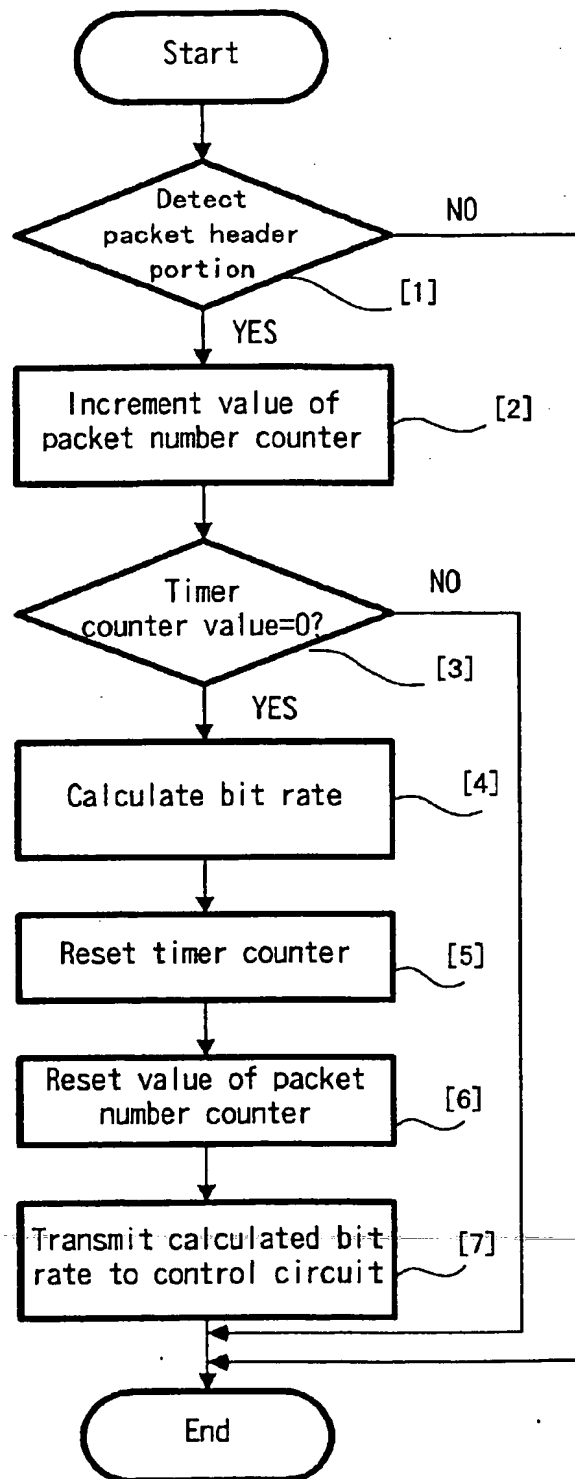 Start
Detect
packet header
portion
NO
[1]
YES
Increment value of
packet number counter
[2]
Timer
counter value=0?
NO
[3]
YES
Calculate bit rate
[4]
Reset timer counter
[5]
Reset value of packet
number counter
[6]
Transmit calculated bit
rate to control circuit
[7]
End